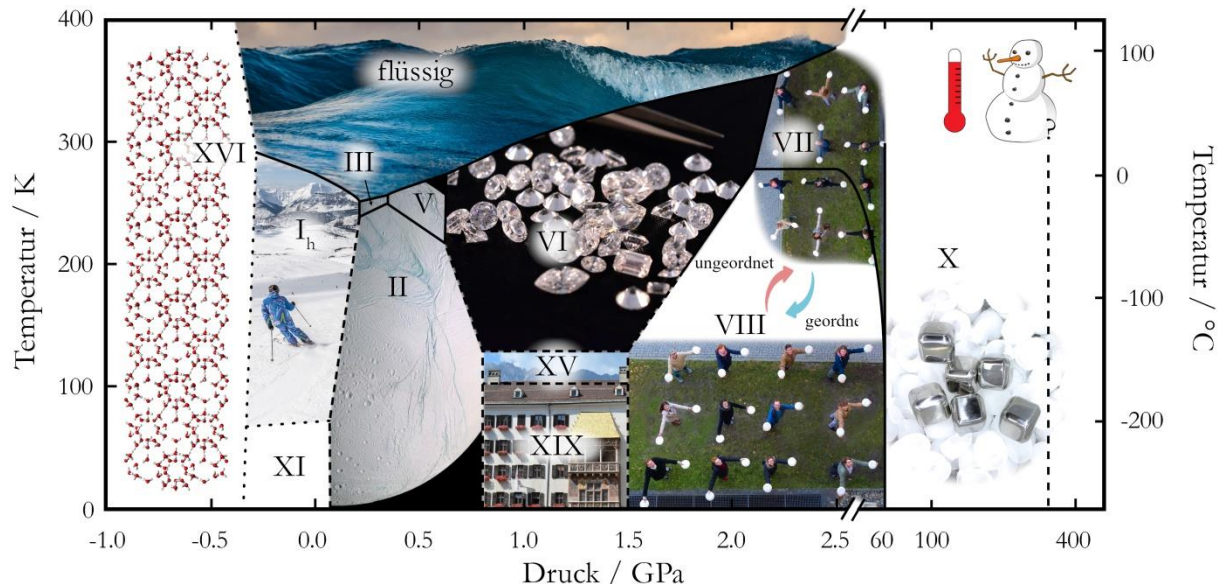 400
300
200
100
0
Temperatur / K
-1.0
-0.5
0.0
0.5
1.0
1.5
2.0
2.5
60
100
400
Druck / GPa
100
0
-100
-200
Temperatur / °C
flüssig
XVI
III
VII
I_h
V
VI
II
ungeordnet
X
VIII
geordne
XV
XIX
XI